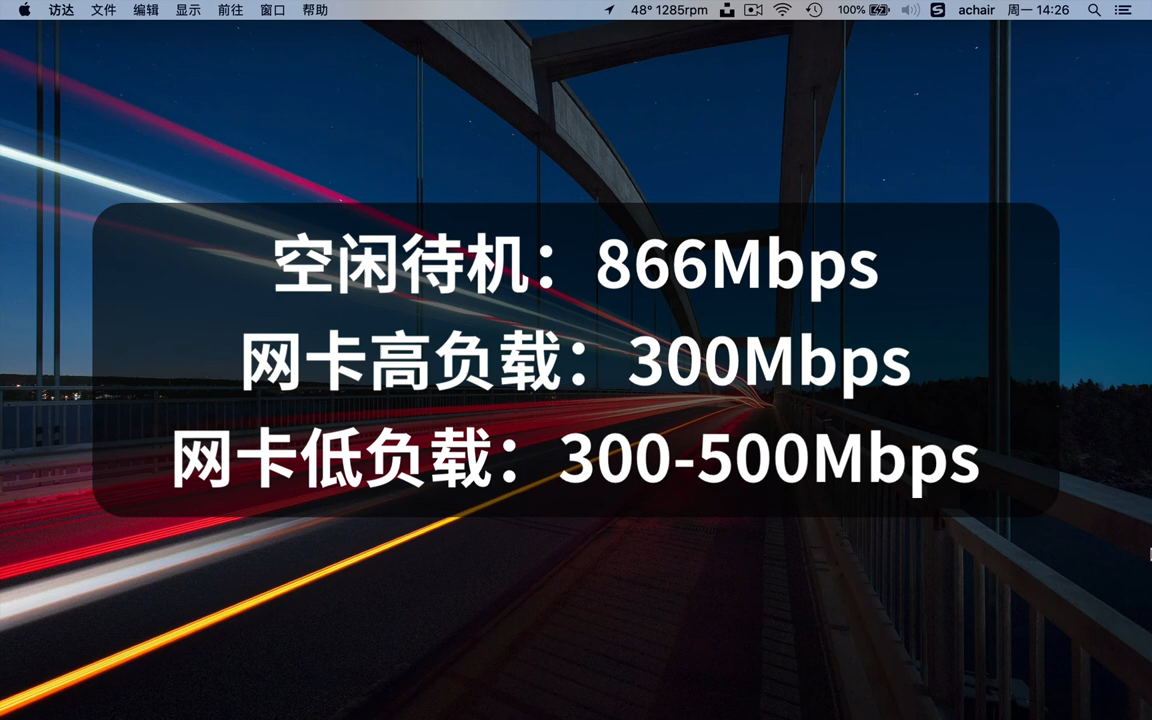 访达 文件 编辑 显示 前往 窗口 帮助 48° 1285rpm 100% achair 周一 14:26
空闲待机：866Mbps
网卡高负载：300Mbps
网卡低负载：300-500Mbps